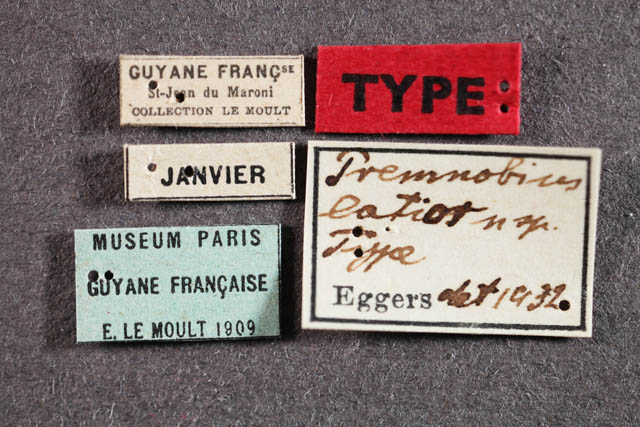 GUYANE FRANÇSE
St-Jean du Maroni
COLLECTION LE MOULT
TYPE
JANVIER
MUSEUM PARIS
GUYANE FRANÇAISE
E. LE MOULT 1909
Premnobius
latior n sp.
Type
Eggers det 1932